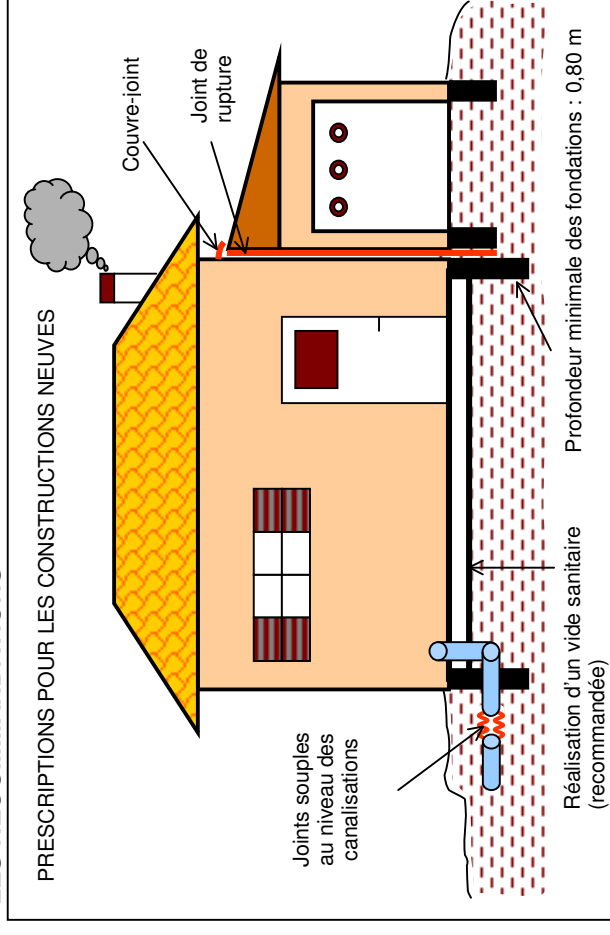 PRESCRIPTIONS POUR LES CONSTRUCTIONS NEUVES
Couvre-joint
Joint de
rupture
Joints souples
au niveau des
canalisations
Réalisation d'un vide sanitaire
(recommandée)
Profondeur minimale des fondations : 0,80 m